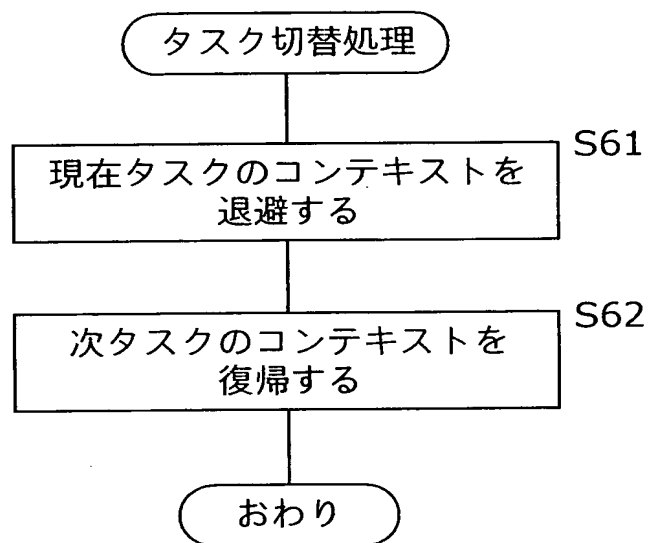 タスク切替処理
S61
現在タスクのコンテキストを
退避する
S62
次タスクのコンテキストを
復帰する
おわり